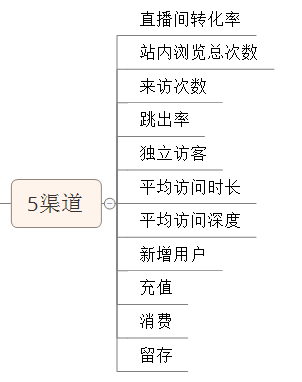 直播间转化率
站内浏览总次数
来访次数
跳出率
独立访客
5渠道
平均访问时长
平均访问深度
新增用户
充值
消费
留存